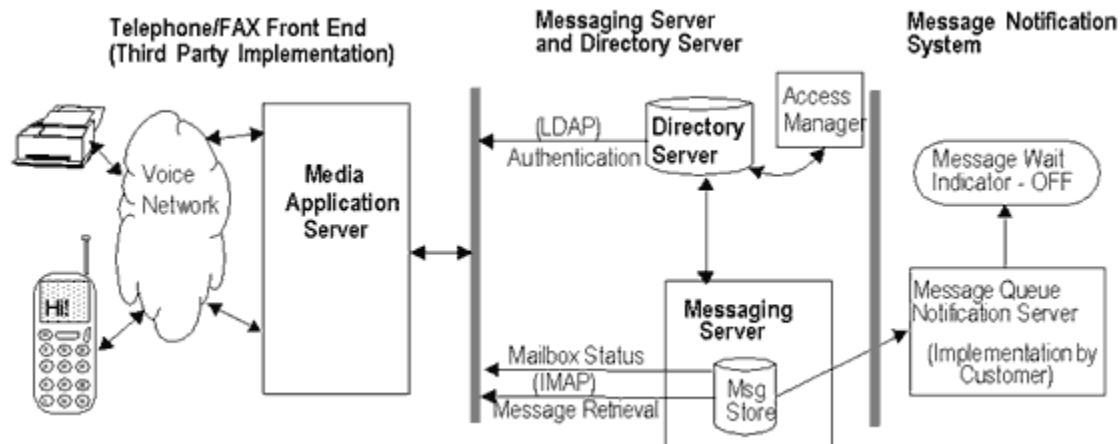 Telephone/FAX Front End
(Third Party Implementation)
Messaging Server
and Directory Server
Message Notification
System
Voice
Network
Media
Application
Server
(LDAP)
Authentication
Directory
Server
Access
Manager
Message Wait
Indicator - OFF
Hi!
Messaging
Server
Mailbox Status
(IMAP)
Message Retrieval
Msg
Store
Message Queue
Notification Server
(Implementation by
Customer)